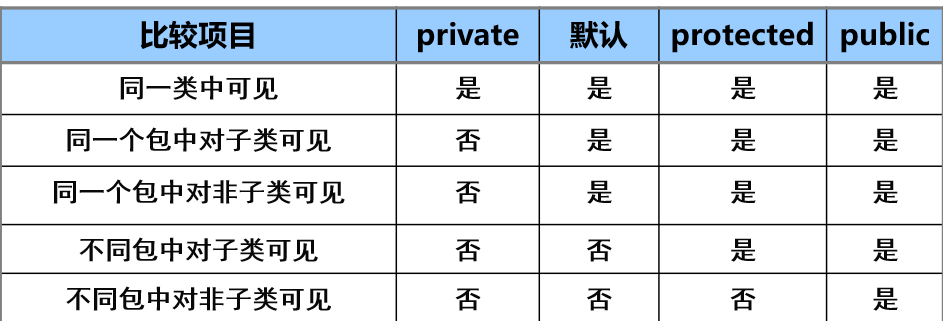 比较项目 private 默认 protected public
同一类中可见 是 是 是 是
同一个包中对子类可见 否 是 是 是
同一个包中对非子类可见 否 是 是 是
不同包中对子类可见 否 否 是 是
不同包中对非子类可见 否 否 否 是